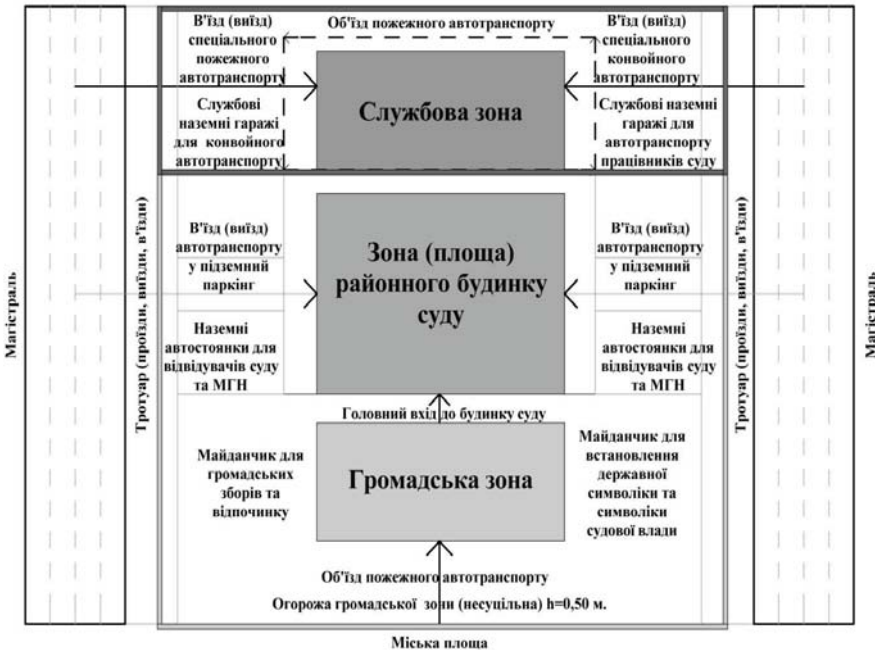 В'їзд (виїзд)
спеціального
пожежного
автотранспорту
Об'їзд пожежного автотранспорту
В'їзд (виїзд)
спеціального
конвойного
автотранспорту
Службові
наземні гаражі
для конвойного
автотранспорту
Службова зона
Службові наземні
гаражі для
автотранспорту
працівників суду
В'їзд (виїзд)
автотранспорту
у підземний
паркінг
Зона (площа)
районного будинку
суду
В'їзд (виїзд)
автотранспорту
у підземний
паркінг
Наземні
автостоянки для
відвідувачів суду
та МГН
Наземні
автостоянки для
відвідувачів суду
та МГН
Магістраль
Тротуар (проїзди, виїзди, в'їзди)
Тротуар (проїзди, виїзди, в'їзди)
Магістраль
Головний вхід до будинку суду
Майданчик для
громадських
зборів та
відпочинку
Громадська зона
Майданчик для
встановлення
державної
символіки та
символіки
судової влади
Об'їзд пожежного автотранспорту
Огорожа громадської зони (несуцільна) h=0,50 м.
Міська площа